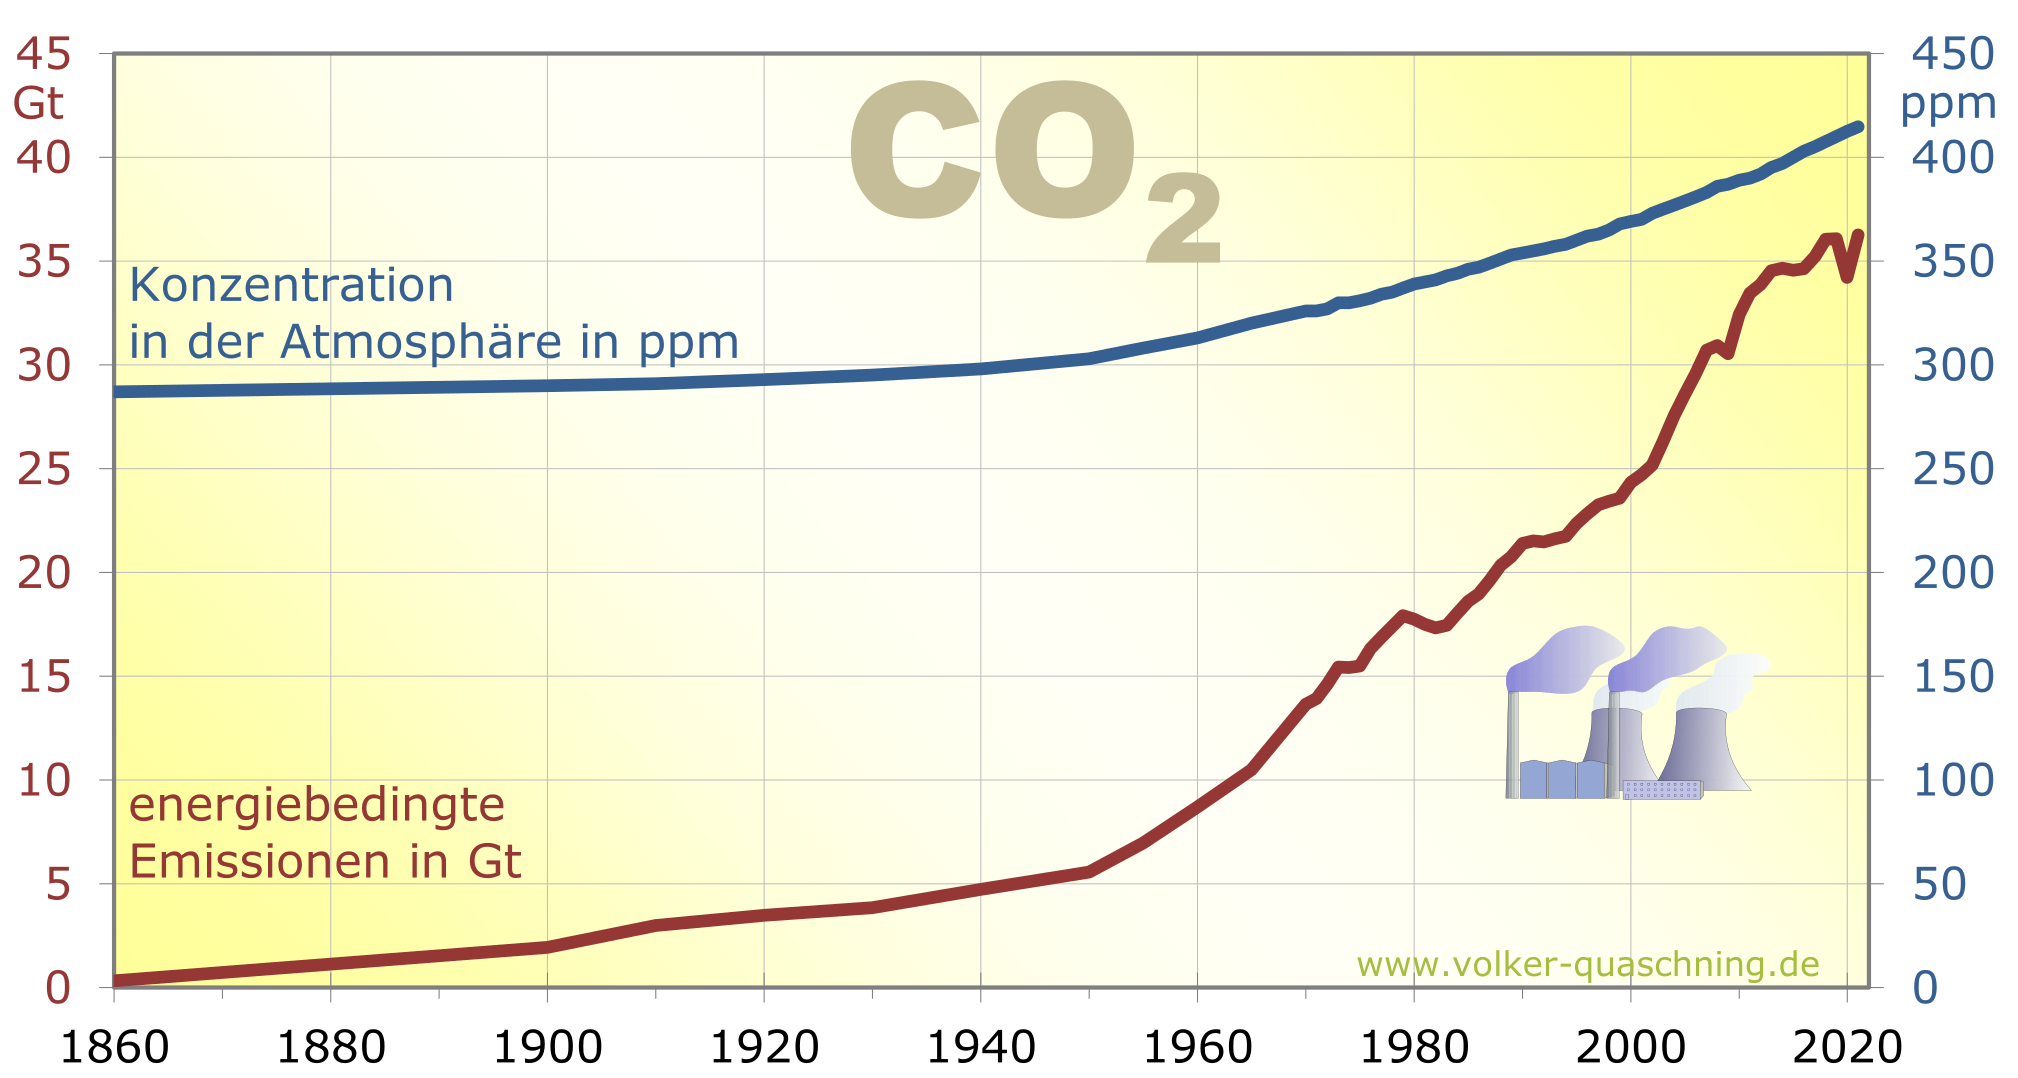 CO2
45
Gt
40
35
30
25
20
15
10
5
0
450
ppm
400
350
300
250
200
150
100
50
0
Konzentration
in der Atmosphäre in ppm
energiebedingte
Emissionen in Gt
www.volker-quaschning.de
1860 1880 1900 1920 1940 1960 1980 2000 2020